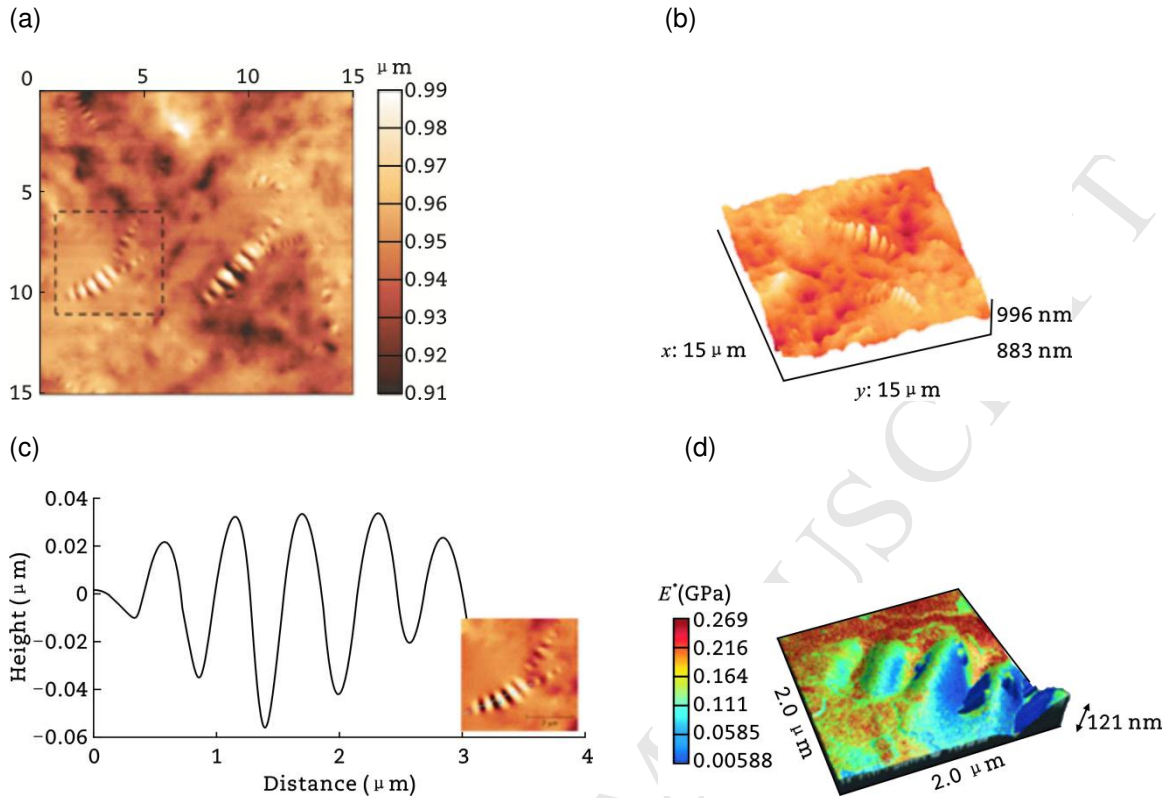 (a)
(b)
0 5 10 15
μm
0
5
10
15
0.99
0.98
0.97
0.96
0.95
0.94
0.93
0.92
0.91
996 nm
883 nm
x: 15 μm
y: 15 μm
(c)
(d)
Height (μm)
0.04
0.02
0
−0.02
−0.04
−0.06
0 1 2 3 4
Distance (μm)
E*(GPa)
0.269
0.216
0.164
0.111
0.0585
0.00588
2.0 μm
2.0 μm
121 nm